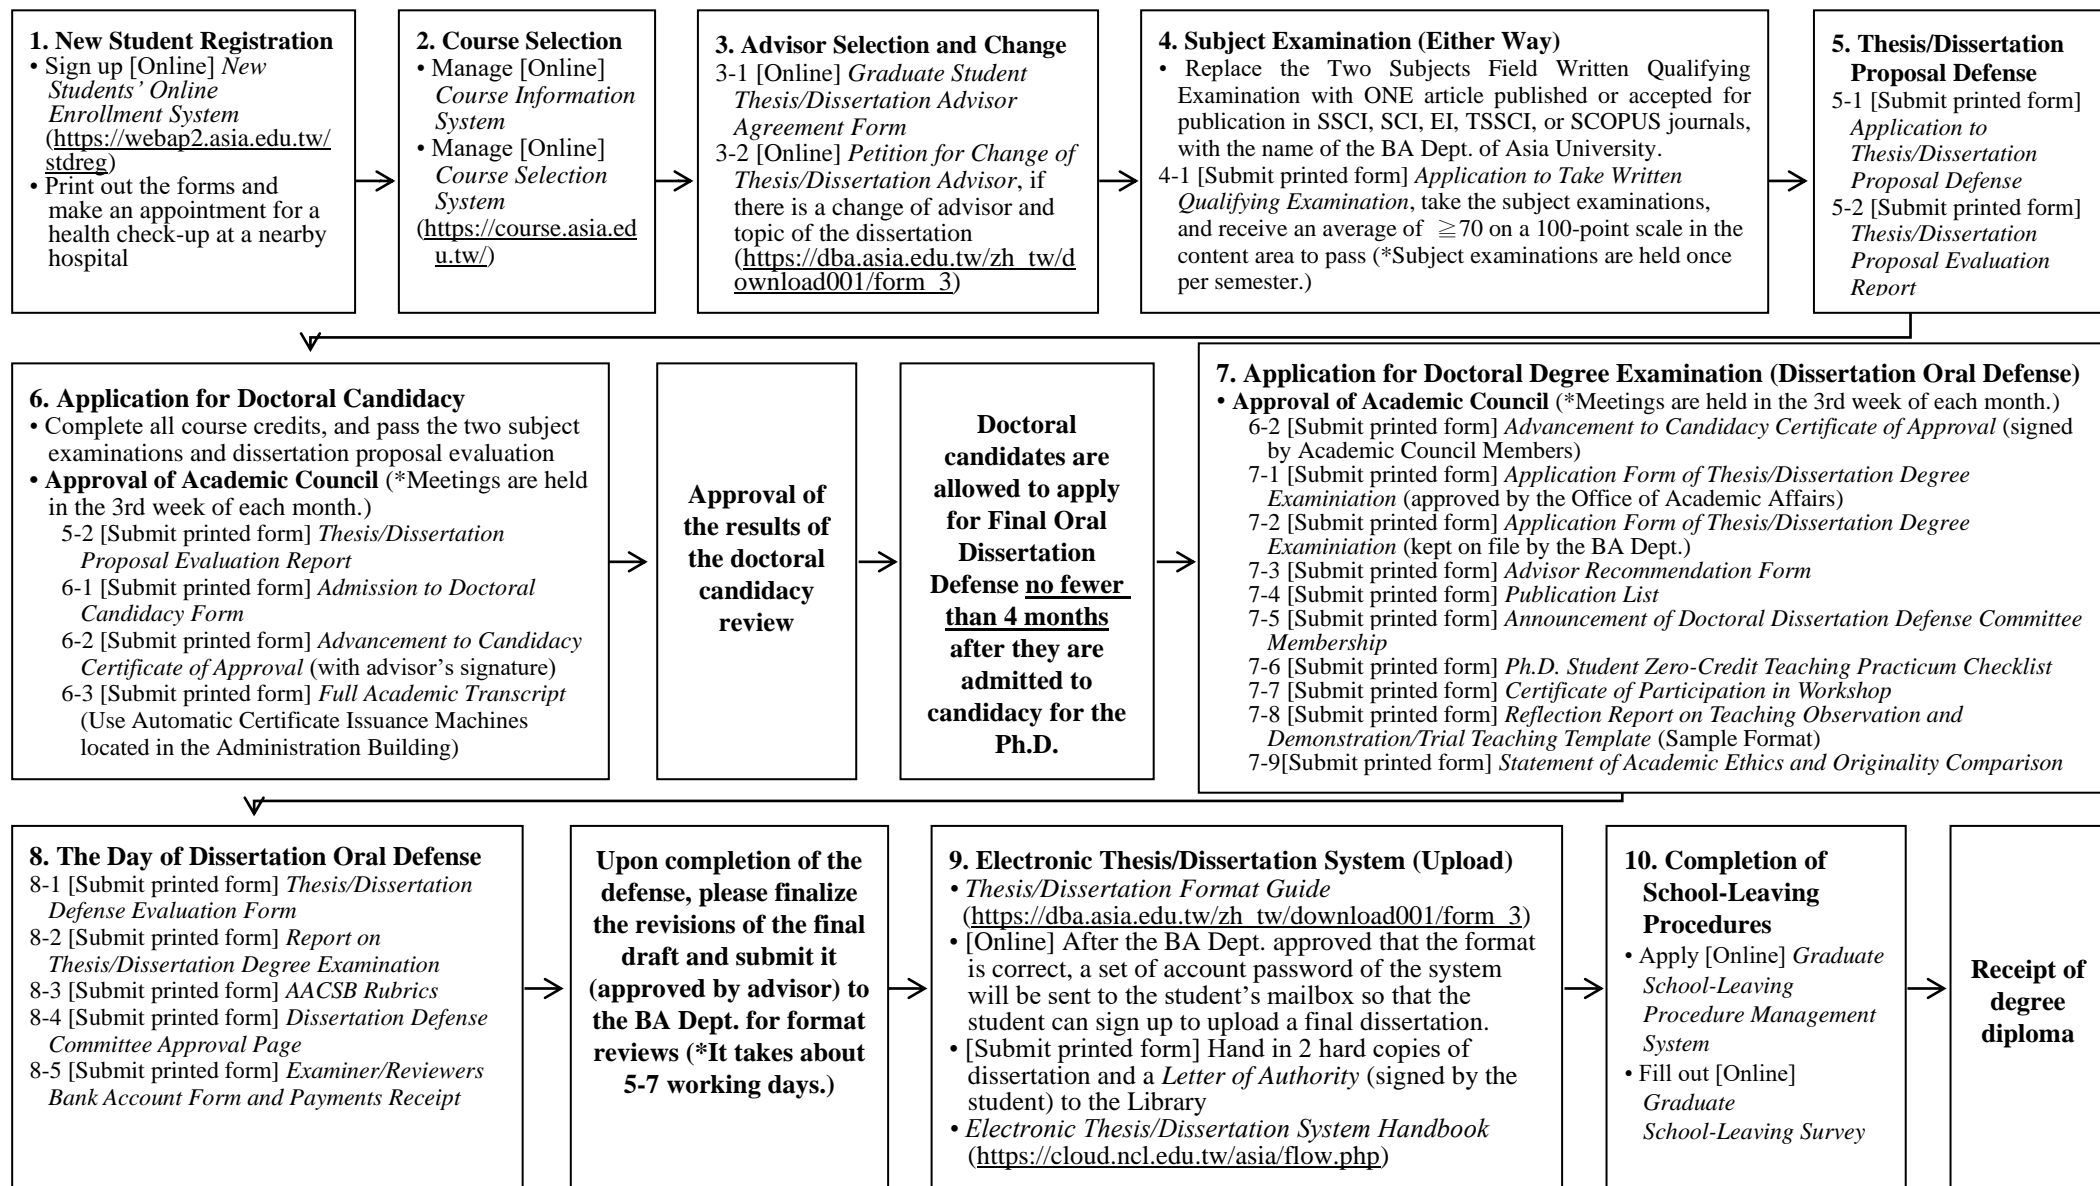 1. New Student Registration
• Sign up [Online] New
Students’ Online
Enrollment System
(https://webap2.asia.edu.tw/
stdreg)
• Print out the forms and
make an appointment for a
health check-up at a nearby
hospital
2. Course Selection
• Manage [Online]
Course Information
System
• Manage [Online]
Course Selection
System
(https://course.asia.ed
u.tw/)
3. Advisor Selection and Change
3-1 [Online] Graduate Student
Thesis/Dissertation Advisor
Agreement Form
3-2 [Online] Petition for Change of
Thesis/Dissertation Advisor, if
there is a change of advisor and
topic of the dissertation
(https://dba.asia.edu.tw/zh_tw/d
ownload001/form_3)
4. Subject Examination (Either Way)
• Replace the Two Subjects Field Written Qualifying
Examination with ONE article published or accepted for
publication in SSCI, SCI, EI, TSSCI, or SCOPUS journals,
with the name of the BA Dept. of Asia University.
4-1 [Submit printed form] Application to Take Written
Qualifying Examination, take the subject examinations,
and receive an average of ≧70 on a 100-point scale in the
content area to pass (*Subject examinations are held once
per semester.)
5. Thesis/Dissertation
Proposal Defense
5-1 [Submit printed form]
Application to
Thesis/Dissertation
Proposal Defense
5-2 [Submit printed form]
Thesis/Dissertation
Proposal Evaluation
Report
6. Application for Doctoral Candidacy
• Complete all course credits, and pass the two subject
examinations and dissertation proposal evaluation
• Approval of Academic Council (*Meetings are held
in the 3rd week of each month.)
5-2 [Submit printed form] Thesis/Dissertation
Proposal Evaluation Report
6-1 [Submit printed form] Admission to Doctoral
Candidacy Form
6-2 [Submit printed form] Advancement to Candidacy
Certificate of Approval (with advisor’s signature)
6-3 [Submit printed form] Full Academic Transcript
(Use Automatic Certificate Issuance Machines
located in the Administration Building)
Approval of
the results of
the doctoral
candidacy
review
Doctoral
candidates are
allowed to apply
for Final Oral
Dissertation
Defense no fewer
than 4 months
after they are
admitted to
candidacy for the
Ph.D.
7. Application for Doctoral Degree Examination (Dissertation Oral Defense)
• Approval of Academic Council (*Meetings are held in the 3rd week of each month.)
6-2 [Submit printed form] Advancement to Candidacy Certificate of Approval (signed
by Academic Council Members)
7-1 [Submit printed form] Application Form of Thesis/Dissertation Degree
Examiniation (approved by the Office of Academic Affairs)
7-2 [Submit printed form] Application Form of Thesis/Dissertation Degree
Examiniation (kept on file by the BA Dept.)
7-3 [Submit printed form] Advisor Recommendation Form
7-4 [Submit printed form] Publication List
7-5 [Submit printed form] Announcement of Doctoral Dissertation Defense Committee
Membership
7-6 [Submit printed form] Ph.D. Student Zero-Credit Teaching Practicum Checklist
7-7 [Submit printed form] Certificate of Participation in Workshop
7-8 [Submit printed form] Reflection Report on Teaching Observation and
Demonstration/Trial Teaching Template (Sample Format)
7-9[Submit printed form] Statement of Academic Ethics and Originality Comparison
8. The Day of Dissertation Oral Defense
8-1 [Submit printed form] Thesis/Dissertation
Defense Evaluation Form
8-2 [Submit printed form] Report on
Thesis/Dissertation Degree Examination
8-3 [Submit printed form] AACSB Rubrics
8-4 [Submit printed form] Dissertation Defense
Committee Approval Page
8-5 [Submit printed form] Examiner/Reviewers
Bank Account Form and Payments Receipt
Upon completion of the
defense, please finalize
the revisions of the final
draft and submit it
(approved by advisor) to
the BA Dept. for format
reviews (*It takes about
5-7 working days.)
9. Electronic Thesis/Dissertation System (Upload)
• Thesis/Dissertation Format Guide
(https://dba.asia.edu.tw/zh_tw/download001/form_3)
• [Online] After the BA Dept. approved that the format
is correct, a set of account password of the system
will be sent to the student’s mailbox so that the
student can sign up to upload a final dissertation.
• [Submit printed form] Hand in 2 hard copies of
dissertation and a Letter of Authority (signed by the
student) to the Library
• Electronic Thesis/Dissertation System Handbook
(https://cloud.ncl.edu.tw/asia/flow.php)
10. Completion of
School-Leaving
Procedures
• Apply [Online] Graduate
School-Leaving
Procedure Management
System
• Fill out [Online]
Graduate
School-Leaving Survey
Receipt of
degree
diploma